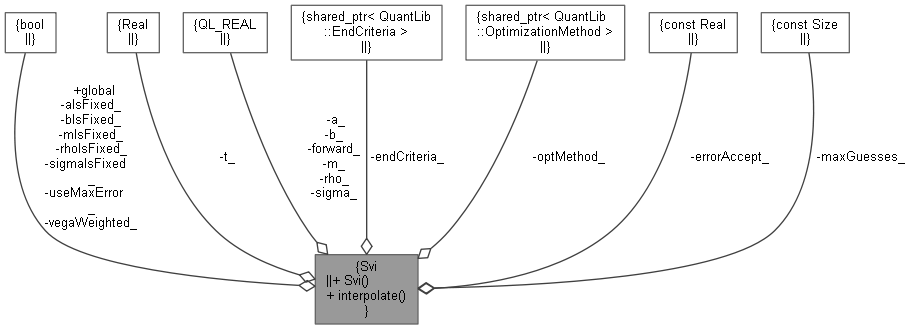 {bool
||}
{Real
||}
{QL_REAL
||}
{shared_ptr< QuantLib
::EndCriteria >
||}
{shared_ptr< QuantLib
::OptimizationMethod >
||}
{const Real
||}
{const Size
||}
+global
-aIsFixed_
-bIsFixed_
-mIsFixed_
-rhoIsFixed_
-sigmaIsFixed
_
-useMaxError
_
-vegaWeighted_
-t_
-a_
-b_
-forward_
-m_
-rho_
-sigma_
-endCriteria_
-optMethod_
-errorAccept_
-maxGuesses_
{Svi
||+ Svi()
+ interpolate()
}